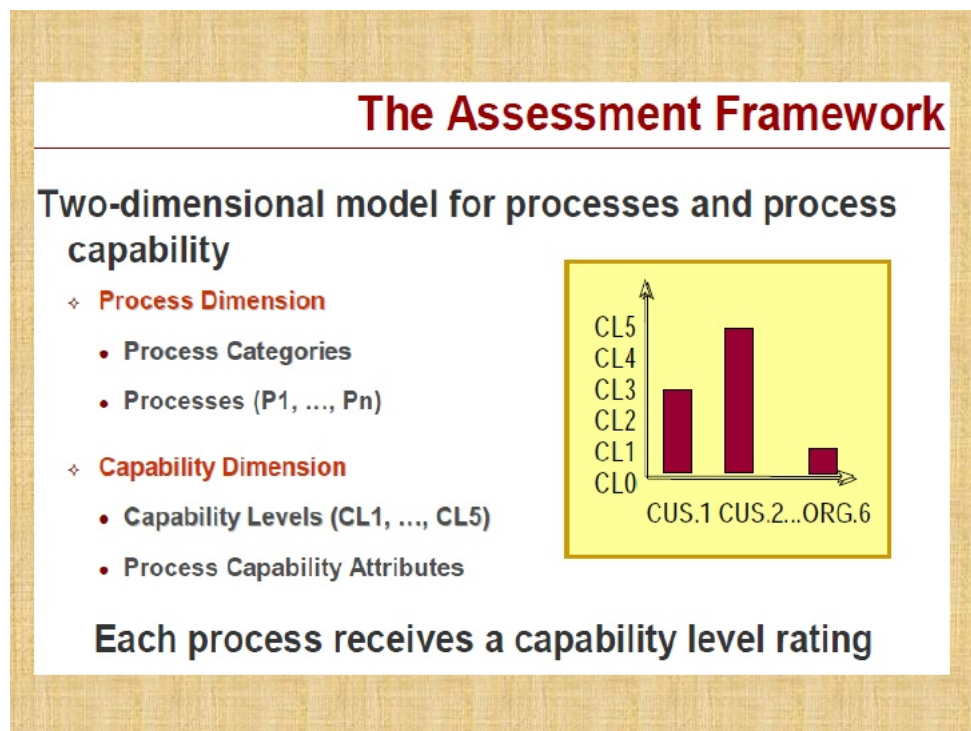 The Assessment Framework
Two-dimensional model for processes and process
capability
Process Dimension
Process Categories
Processes (P1, ..., Pn)
Capability Dimension
Capability Levels (CL1, ..., CL5)
Process Capability Attributes
CL5
CL4
CL3
CL2
CL1
CL0
CUS.1 CUS.2...ORG.6
Each process receives a capability level rating